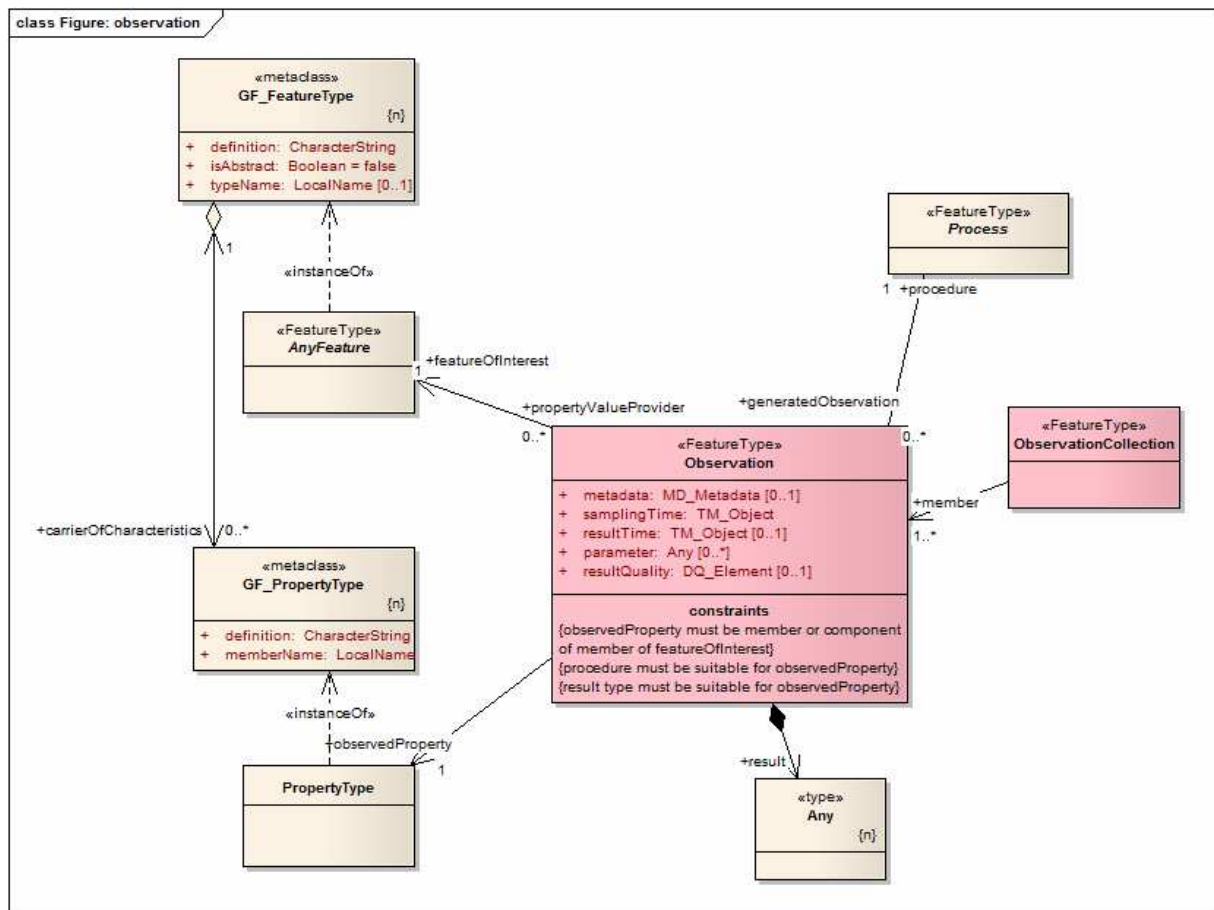 class Figure: observation
«metaclass»
GF_FeatureType
{n}
+ definition: CharacterString
+ isAbstract: Boolean = false
+ typeName: LocalName [0..1]
1
«instanceOf»
«FeatureType»
AnyFeature
+featureOfInterest
1
+propertyValueProvider
0..*
«FeatureType»
Process
1 +procedure
+generatedObservation
0..*
«FeatureType»
ObservationCollection
+member
1..*
«FeatureType»
Observation
+ metadata: MD_Metadata [0..1]
+ samplingTime: TM_Object
+ resultTime: TM_Object [0..1]
+ parameter: Any [0..*]
+ resultQuality: DQ_Element [0..1]
constraints
{observedProperty must be member or component
of member of featureOfInterest}
{procedure must be suitable for observedProperty}
{result type must be suitable for observedProperty}
+carrierOfCharacteristics 0..*
«metaclass»
GF_PropertyType
{n}
+ definition: CharacterString
+ memberName: LocalName
«instanceOf»
+observedProperty
1
PropertyType
+result
«type»
Any
{n}